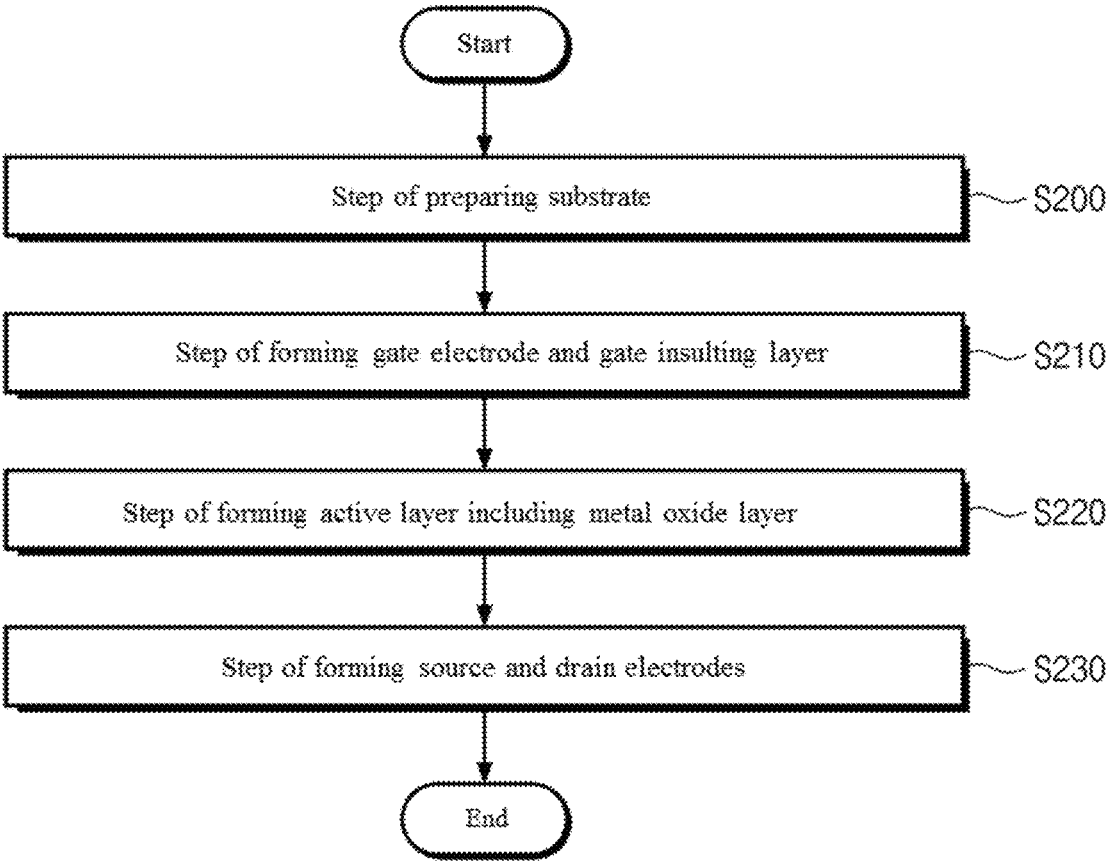 Start
Step of preparing substrate
S200
Step of forming gate electrode and gate insulting layer
S210
Step of forming active layer including metal oxide layer
S220
Step of forming source and drain electrodes
S230
End